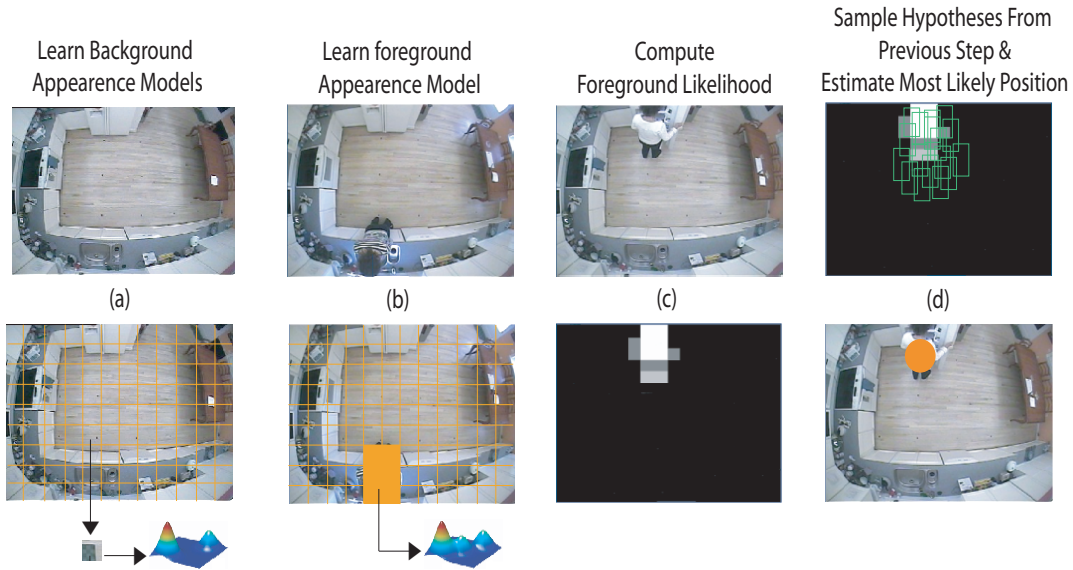 Learn Background
Appearence Models
Learn foreground
Appearence Model
Compute
Foreground Likelihood
Sample Hypotheses From
Previous Step &
Estimate Most Likely Position
(a)
(b)
(c)
(d)